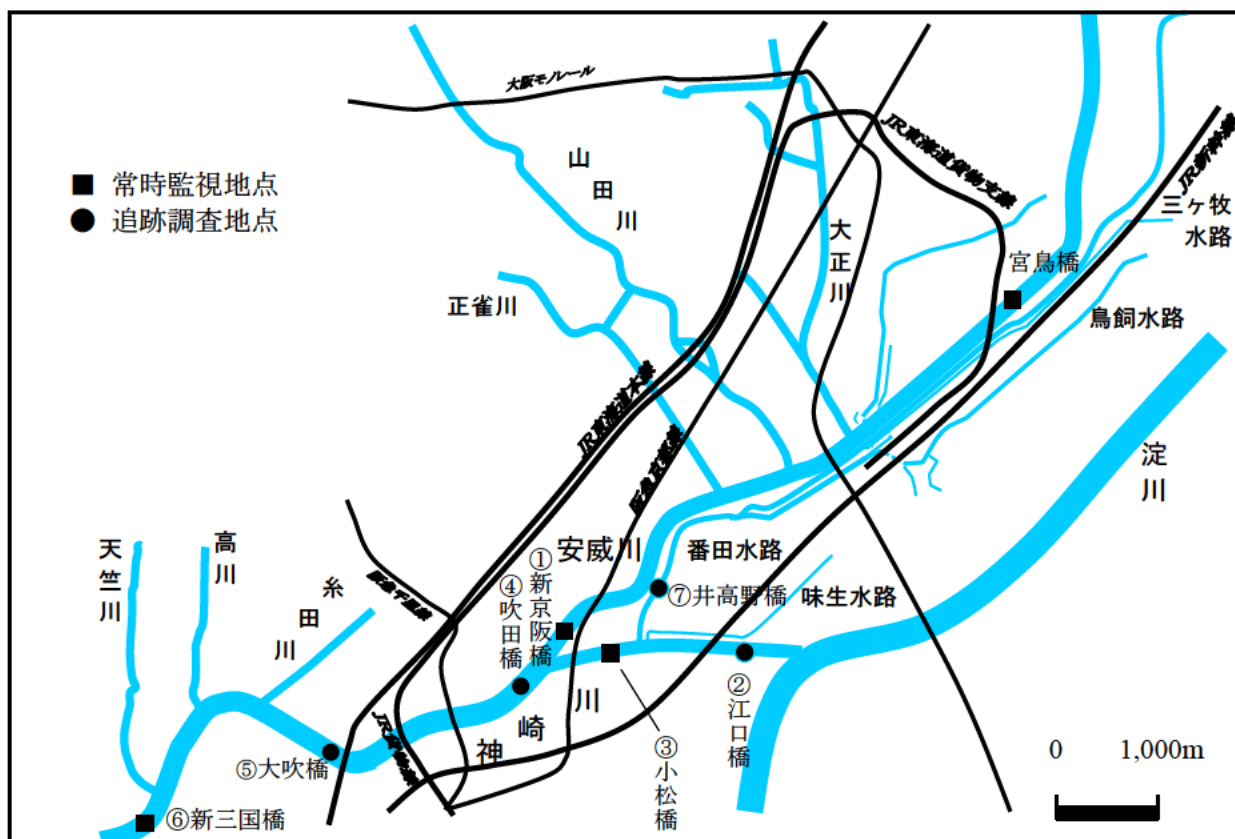 大阪モノレール
■ 常時監視地点
● 追跡調査地点
山田川
正雀川
大正川
JR東海道貨物支線
JR新幹線
三ヶ牧
水路
宮鳥橋
鳥飼水路
淀川
JR東海道本線
阪急京都線
安威川
番田水路
味生水路
⑦井高野橋
①新京阪橋
④吹田橋
②江口橋
③小松橋
神崎川
阪急千里線
JR貨物線
天竺川
高川
糸田川
⑤大吹橋
⑥新三国橋
0 1,000m